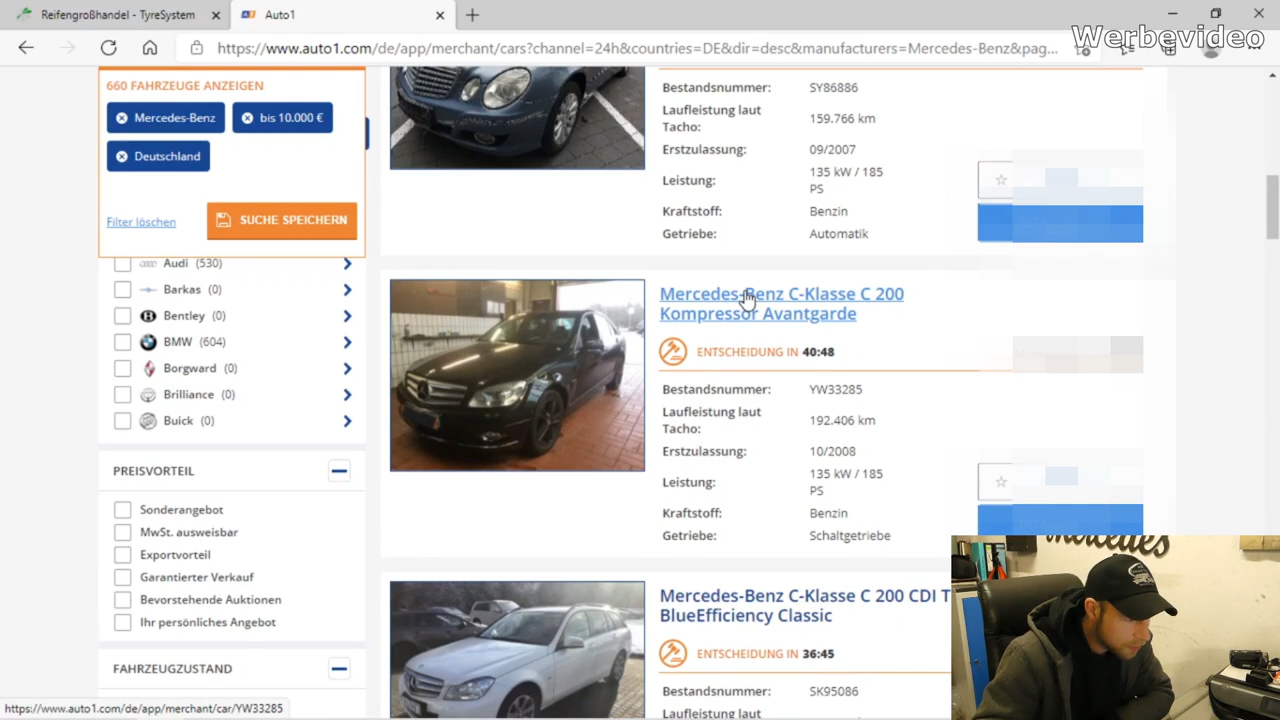 Reifengroßhandel - TyreSystem
Auto1
https://www.auto1.com/de/app/merchant/cars?channel=24h&countries=DE&dir=desc&manufacturers=Mercedes-Benz&pag...
Werbevideo
660 FAHRZEUGE ANZEIGEN
Mercedes-Benz
bis 10.000 €
Deutschland
Filter löschen
SUCHE SPEICHERN
Audi (530)
Barkas (0)
Bentley (0)
BMW (604)
Borgward (0)
Brilliance (0)
Buick (0)
PREISVORTEIL
Sonderangebot
MwSt. ausweisbar
Exportvorteil
Garantierter Verkauf
Bevorstehende Auktionen
Ihr persönliches Angebot
FAHRZEUGZUSTAND
https://www.auto1.com/de/app/merchant/car/YW33285
Bestandsnummer: SY86886
Laufleistung laut
Tacho: 159.766 km
Erstzulassung: 09/2007
Leistung: 135 kW / 185
PS
Kraftstoff: Benzin
Getriebe: Automatik
Mercedes-Benz C-Klasse C 200
Kompressor Avantgarde
ENTSCHEIDUNG IN 40:48
Bestandsnummer: YW33285
Laufleistung laut
Tacho: 192.406 km
Erstzulassung: 10/2008
Leistung: 135 kW / 185
PS
Kraftstoff: Benzin
Getriebe: Schaltgetriebe
Mercedes-Benz C-Klasse C 200 CDI T
BlueEfficiency Classic
ENTSCHEIDUNG IN 36:45
Bestandsnummer: SK95086
Laufleistung laut
mercedes